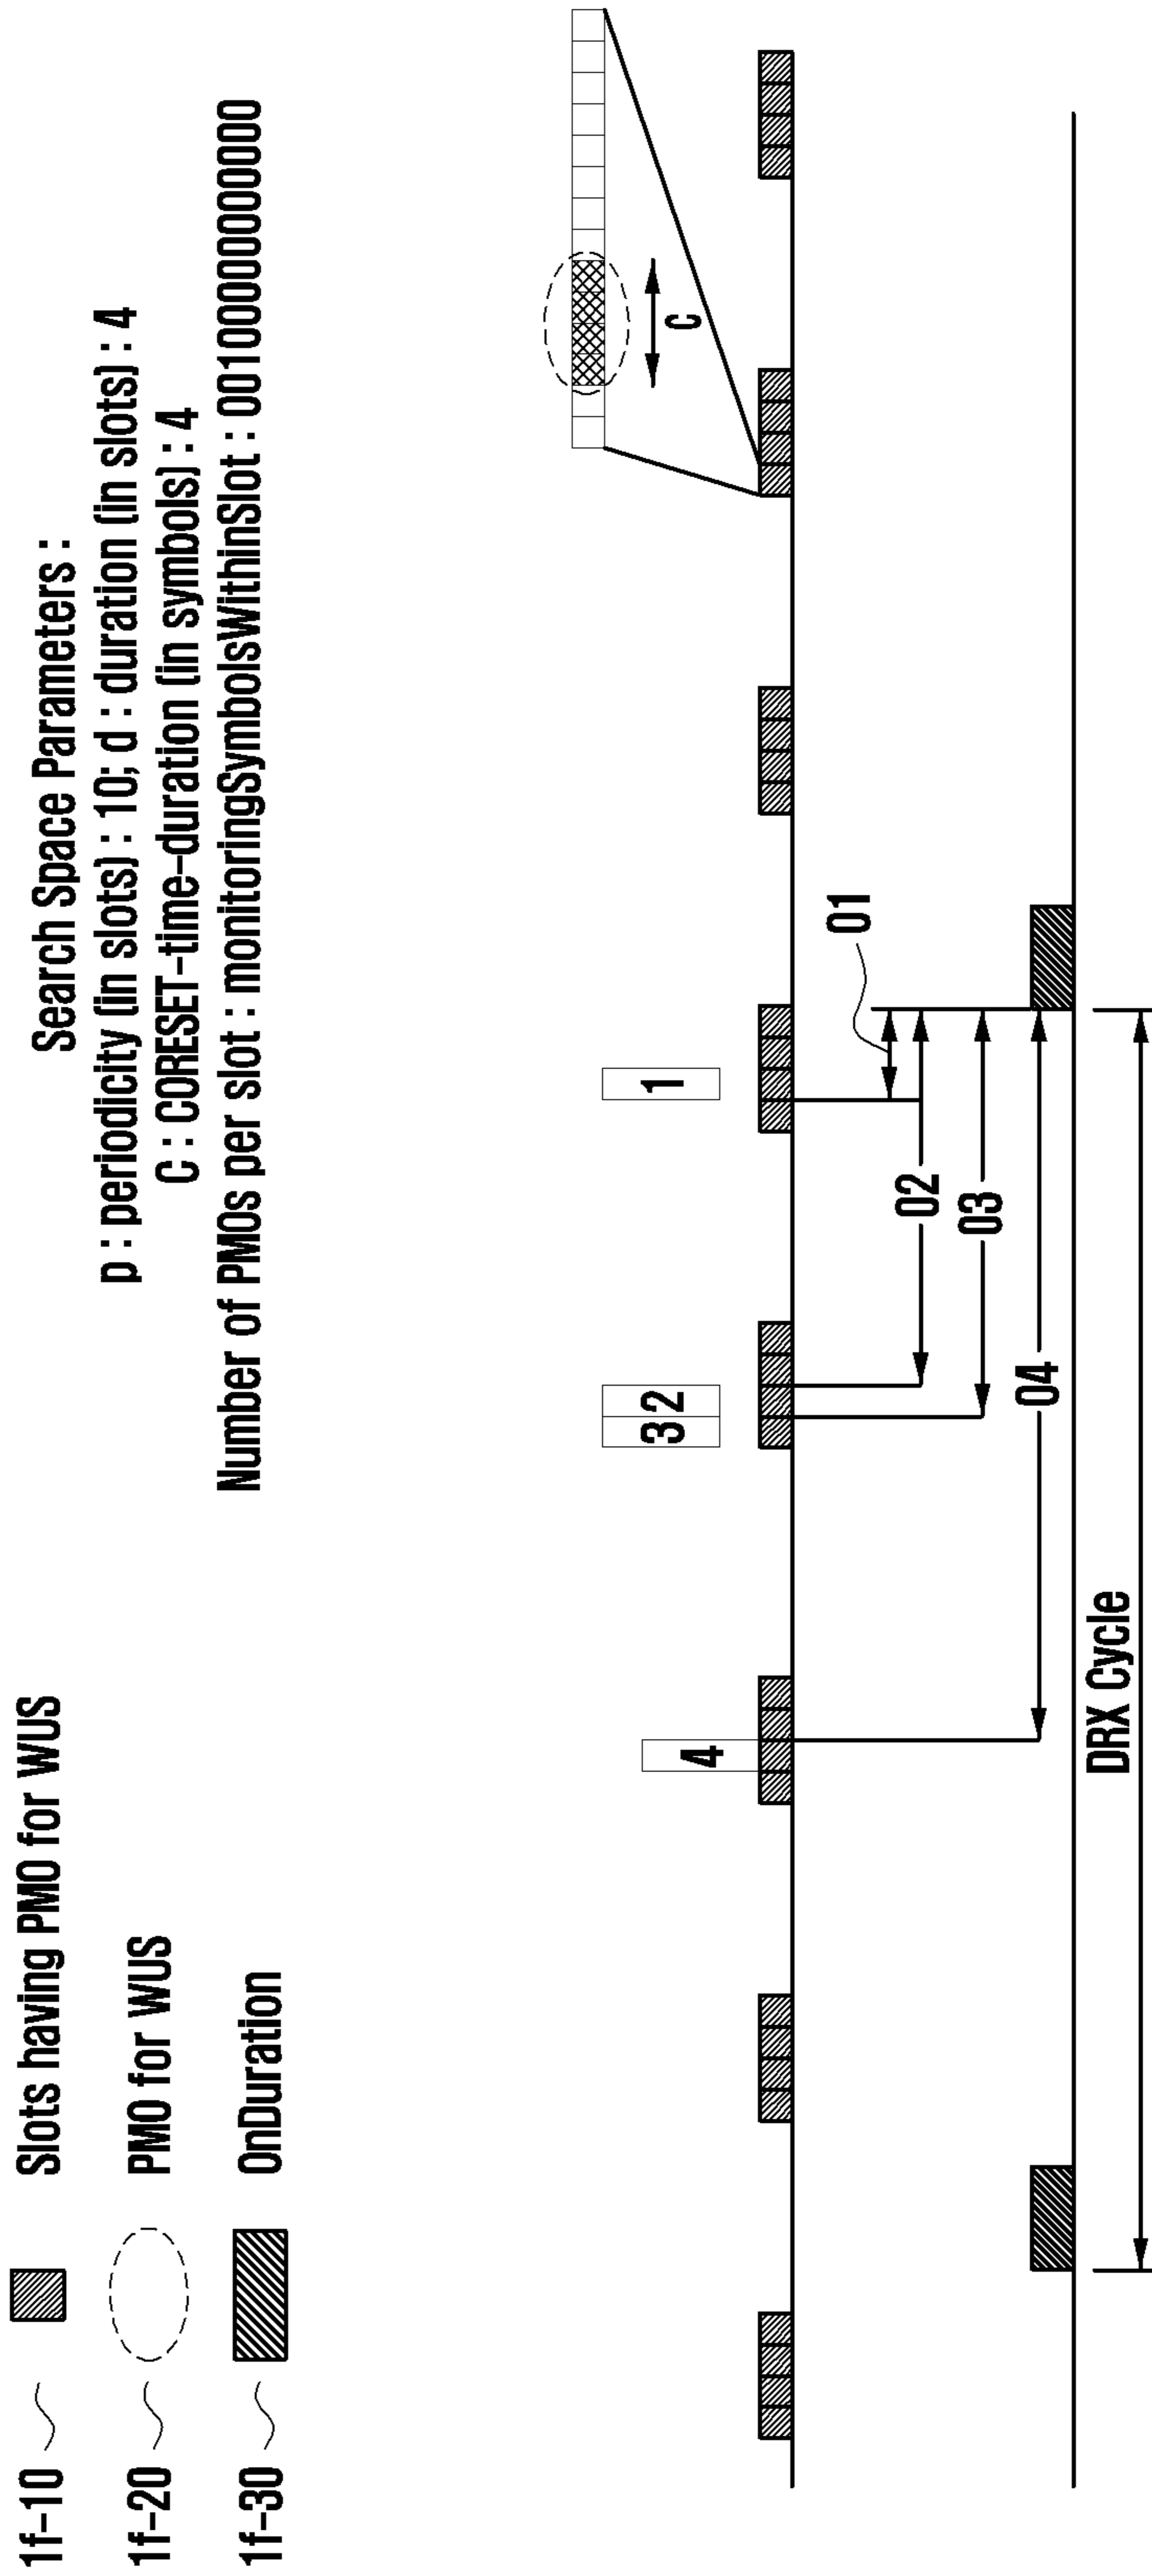 1f-10 Slots having PMO for WUS
1f-20 PMO for WUS
1f-30 OnDuration
Search Space Parameters :
p : periodicity (in slots) : 10; d : duration (in slots) : 4
C : CORESET-time-duration (in symbols) : 4
Number of PMOs per slot : monitoringSymbolsWithinSlot : 00100000000000
C
4
3 2
1
01
02
03
04
DRX Cycle